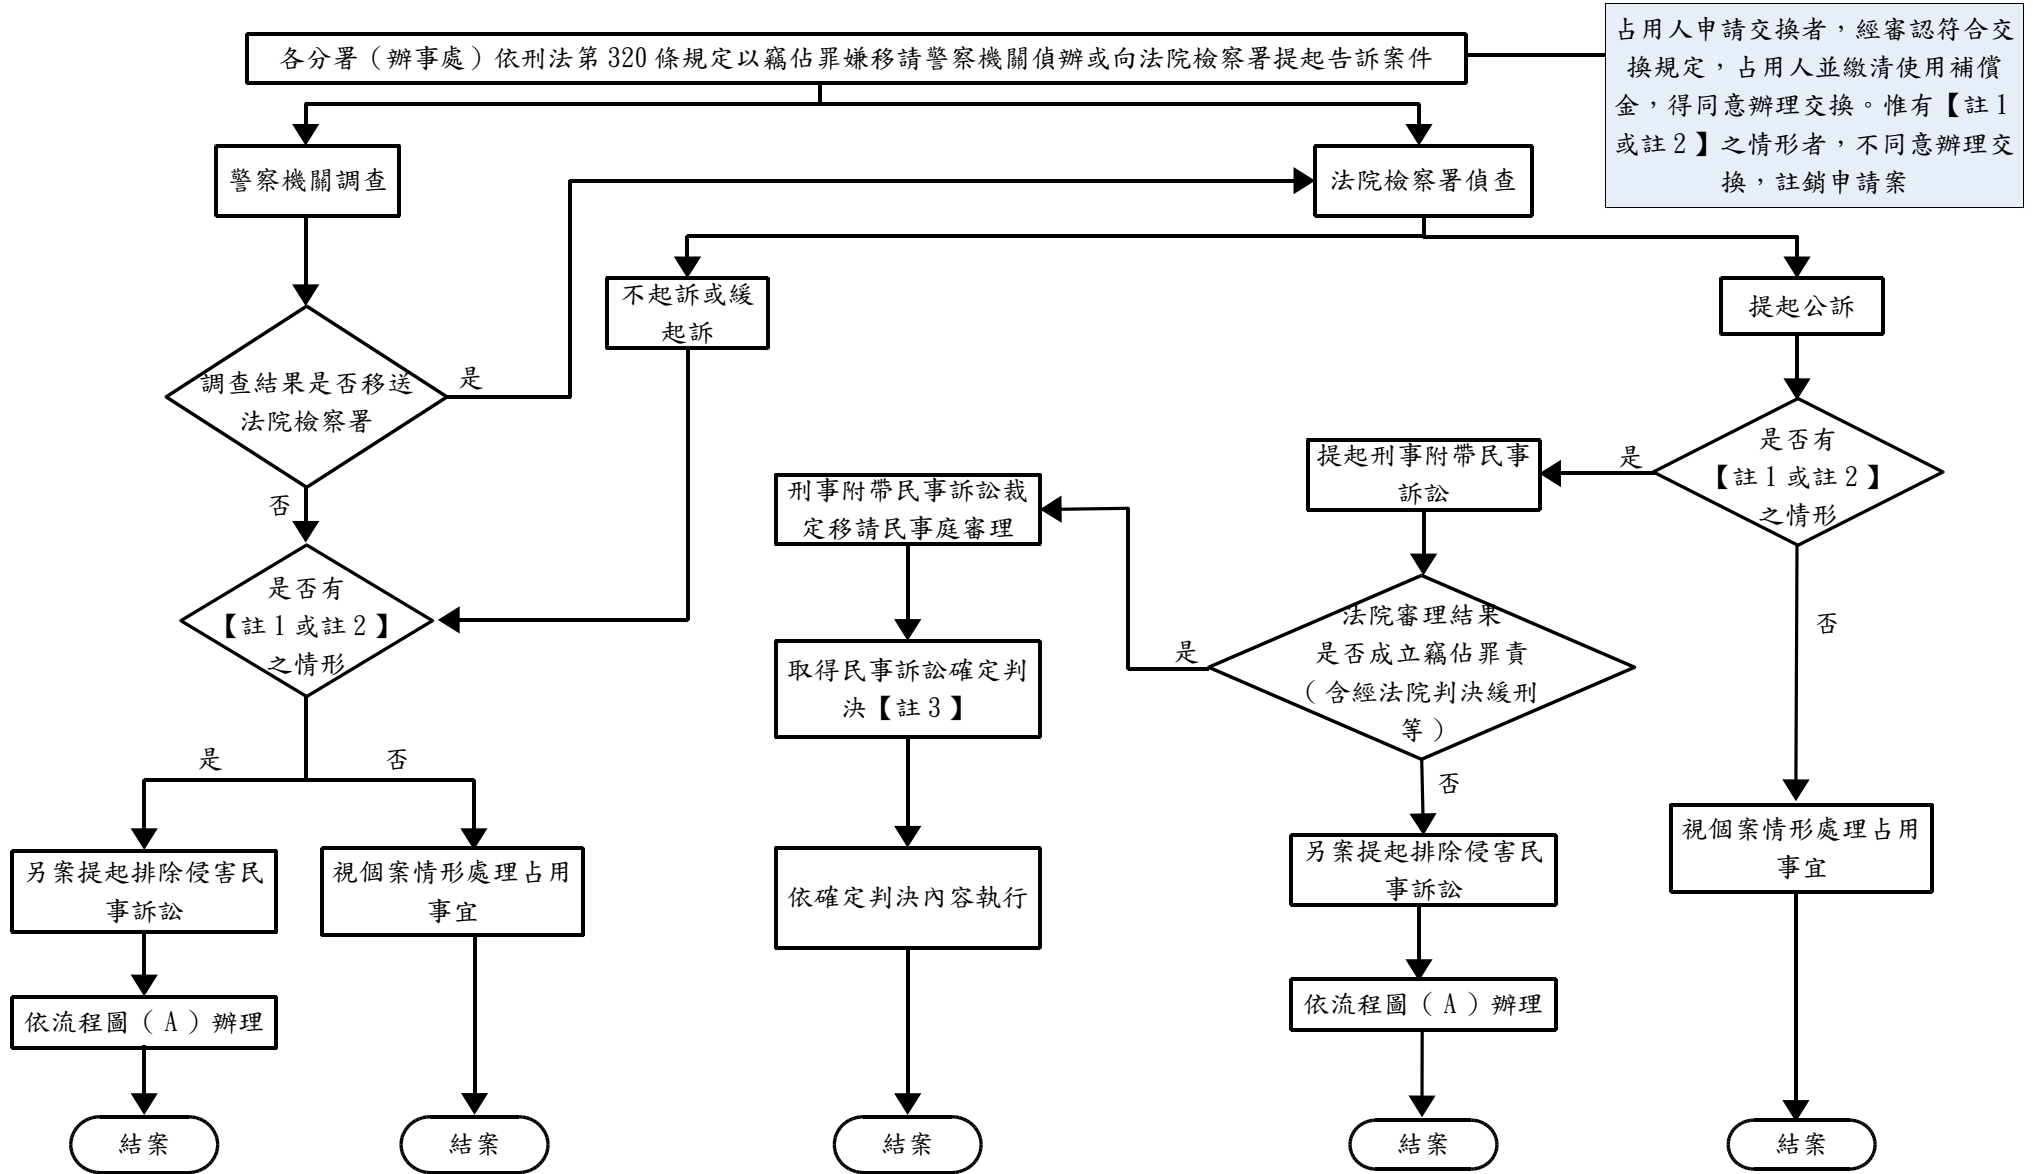 各分署（辦事處）依刑法第320條規定以竊佔罪嫌移請警察機關偵辦或向法院檢察署提起告訴案件
占用人申請交換者，經審認符合交
換規定，占用人並繳清使用補償
金，得同意辦理交換。惟有【註1
或註2】之情形者，不同意辦理交
換，註銷申請案
警察機關調查
法院檢察署偵查
不起訴或緩
起訴
提起公訴
調查結果是否移送
法院檢察署
是
否
是否有
【註1或註2】
之情形
是
提起刑事附帶民事
訴訟
刑事附帶民事訴訟裁
定移請民事庭審理
是否有
【註1或註2】
之情形
法院審理結果
是否成立竊佔罪責
（含經法院判決緩刑
等）
是
否
取得民事訴訟確定判
決【註3】
是
否
否
另案提起排除侵害民
事訴訟
視個案情形處理占用
事宜
依確定判決內容執行
另案提起排除侵害民
事訴訟
視個案情形處理占用
事宜
依流程圖（A）辦理
依流程圖（A）辦理
結案
結案
結案
結案
結案